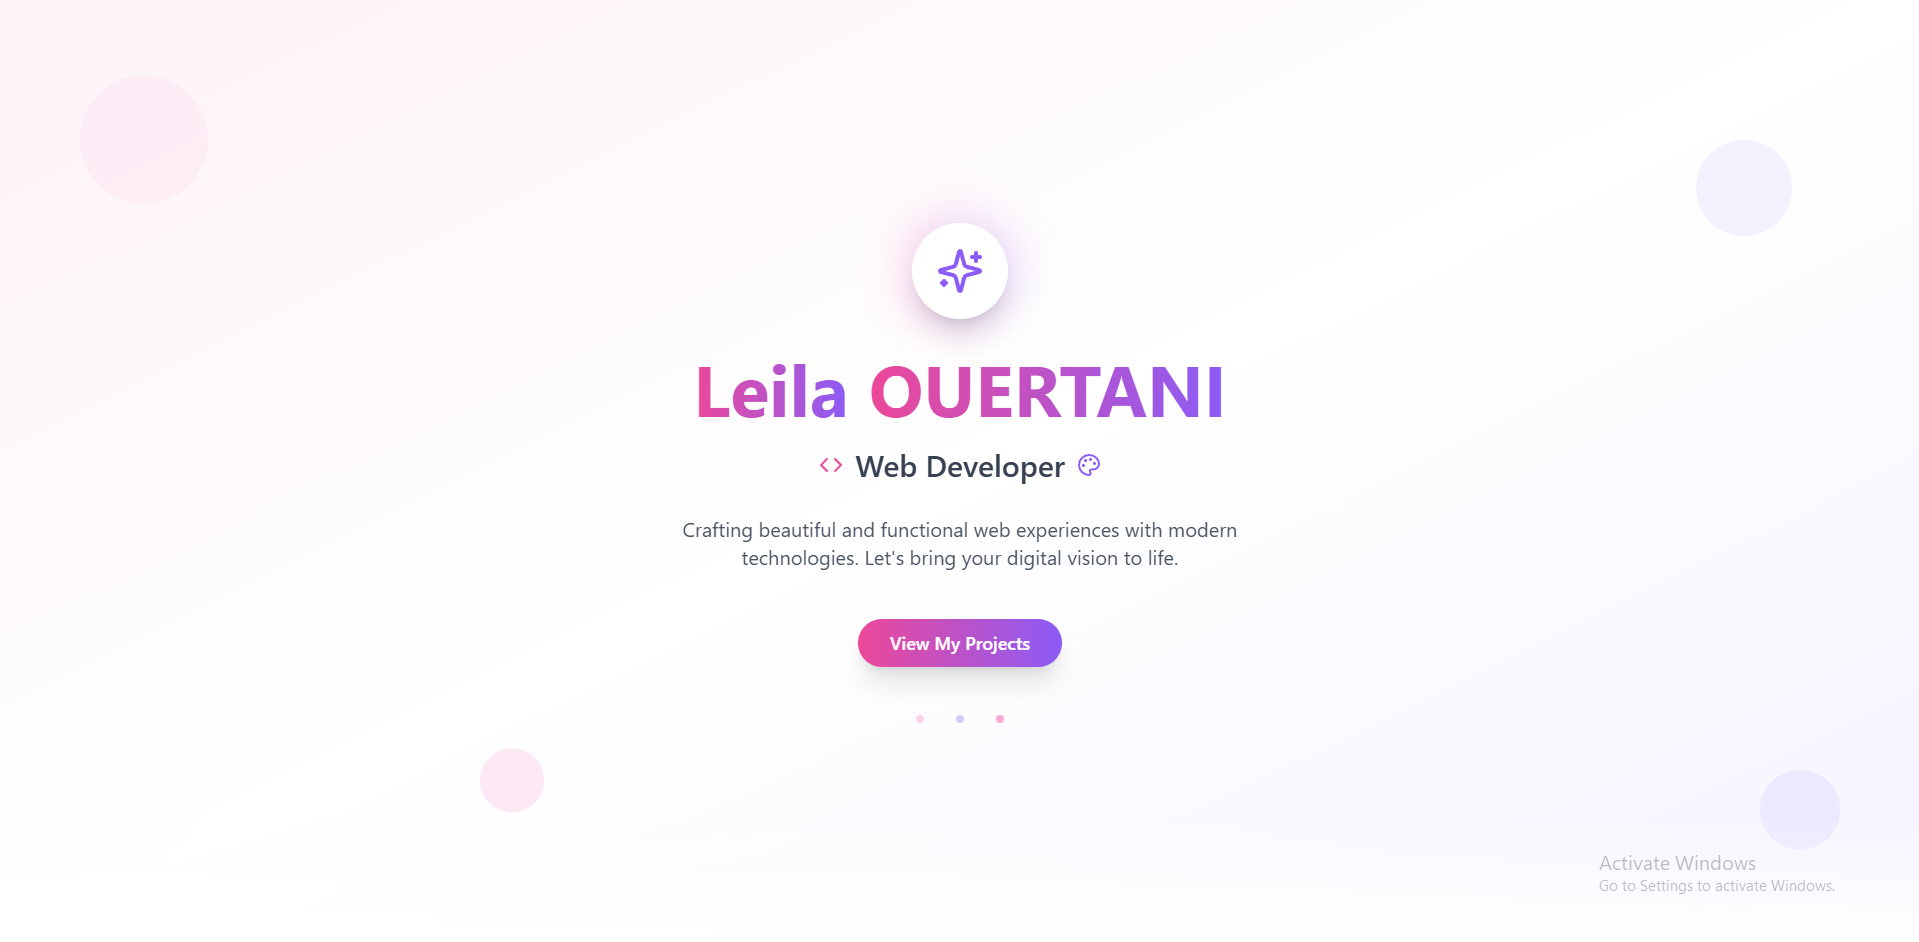 Leila OUERTANI
Web Developer
Crafting beautiful and functional web experiences with modern
technologies. Let's bring your digital vision to life.
View My Projects
Activate Windows
Go to Settings to activate Windows.